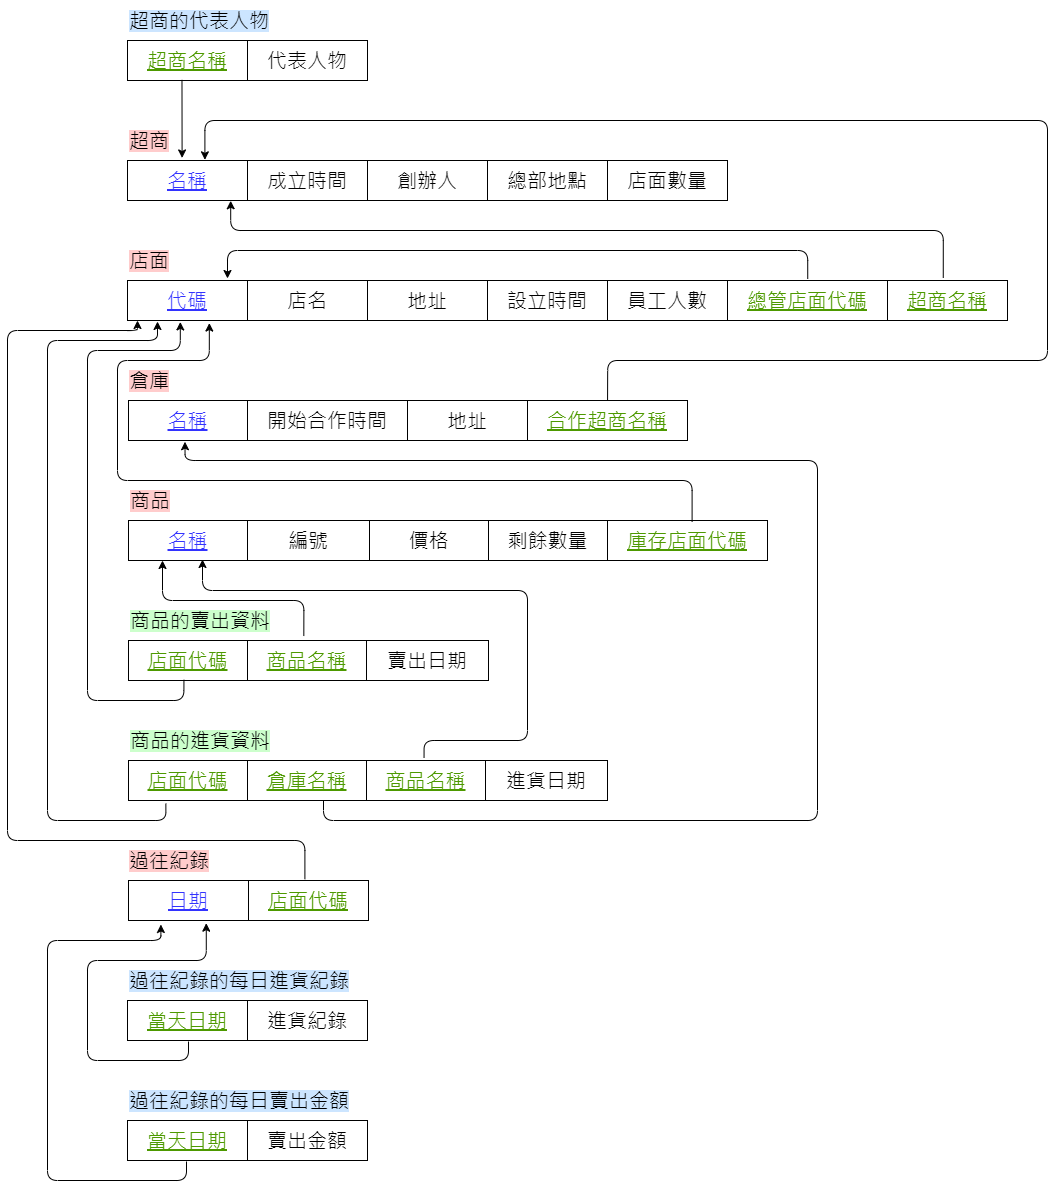 超商的代表人物
超商名稱 代表人物
超商
名稱 成立時間 創辦人 總部地點 店面數量
店面
代碼 店名 地址 設立時間 員工人數 總管店面代碼 超商名稱
倉庫
名稱 開始合作時間 地址 合作超商名稱
商品
名稱 編號 價格 剩餘數量 庫存店面代碼
商品的賣出資料
店面代碼 商品名稱 賣出日期
商品的進貨資料
店面代碼 倉庫名稱 商品名稱 進貨日期
過往紀錄
日期 店面代碼
過往紀錄的每日進貨紀錄
當天日期 進貨紀錄
過往紀錄的每日賣出金額
當天日期 賣出金額